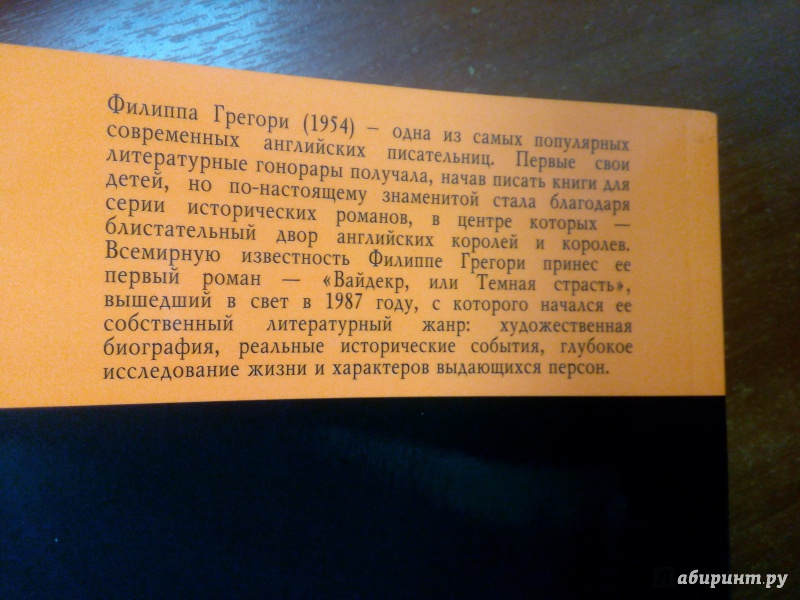 Филиппа Грегори (1954) – одна из самых популярных
современных английских писательниц. Первые свои
литературные гонорары получала, начав писать книги для
детей, но по-настоящему знаменитой стала благодаря
серии исторических романов, в центре которых —
блистательный двор английских королей и королев.
Всемирную известность Филиппе Грегори принес ее
первый роман — «Вайдекр, или Темная страсть»,
вышедший в свет в 1987 году, с которого начался ее
собственный литературный жанр: художественная
биография, реальные исторические события, глубокое
исследование жизни и характеров выдающихся персон.
абиринт.ру